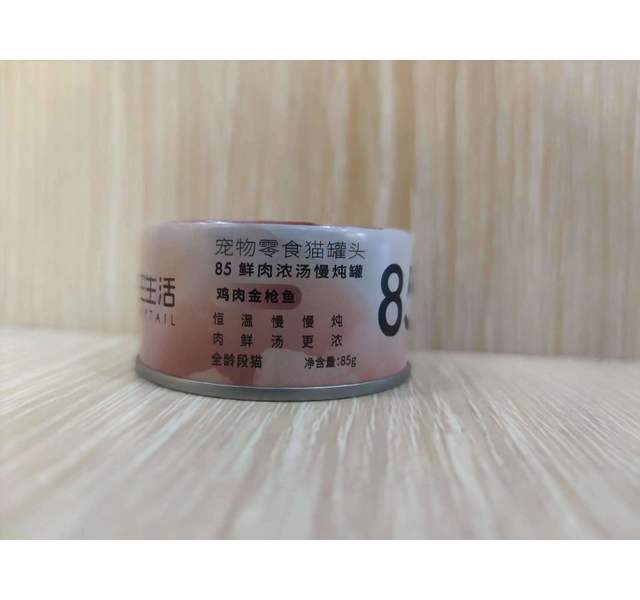 宠物零食猫罐头
85 鲜肉浓汤慢炖罐
鸡肉金枪鱼
恒温慢慢炖
肉鲜汤更浓
全龄段猫 净含量:85g
生活
TAIL
8